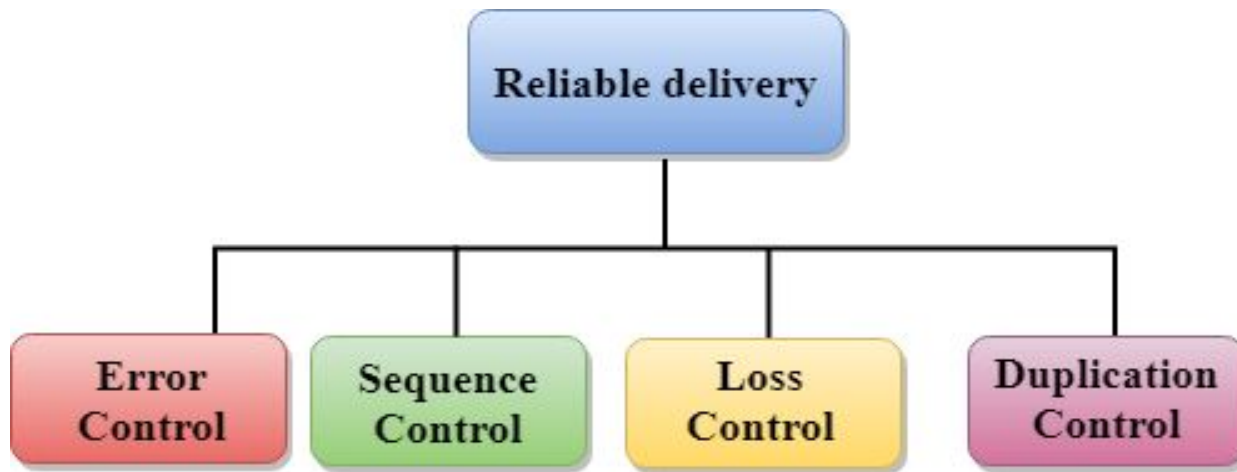 Reliable delivery
Error
Control
Sequence
Control
Loss
Control
Duplication
Control